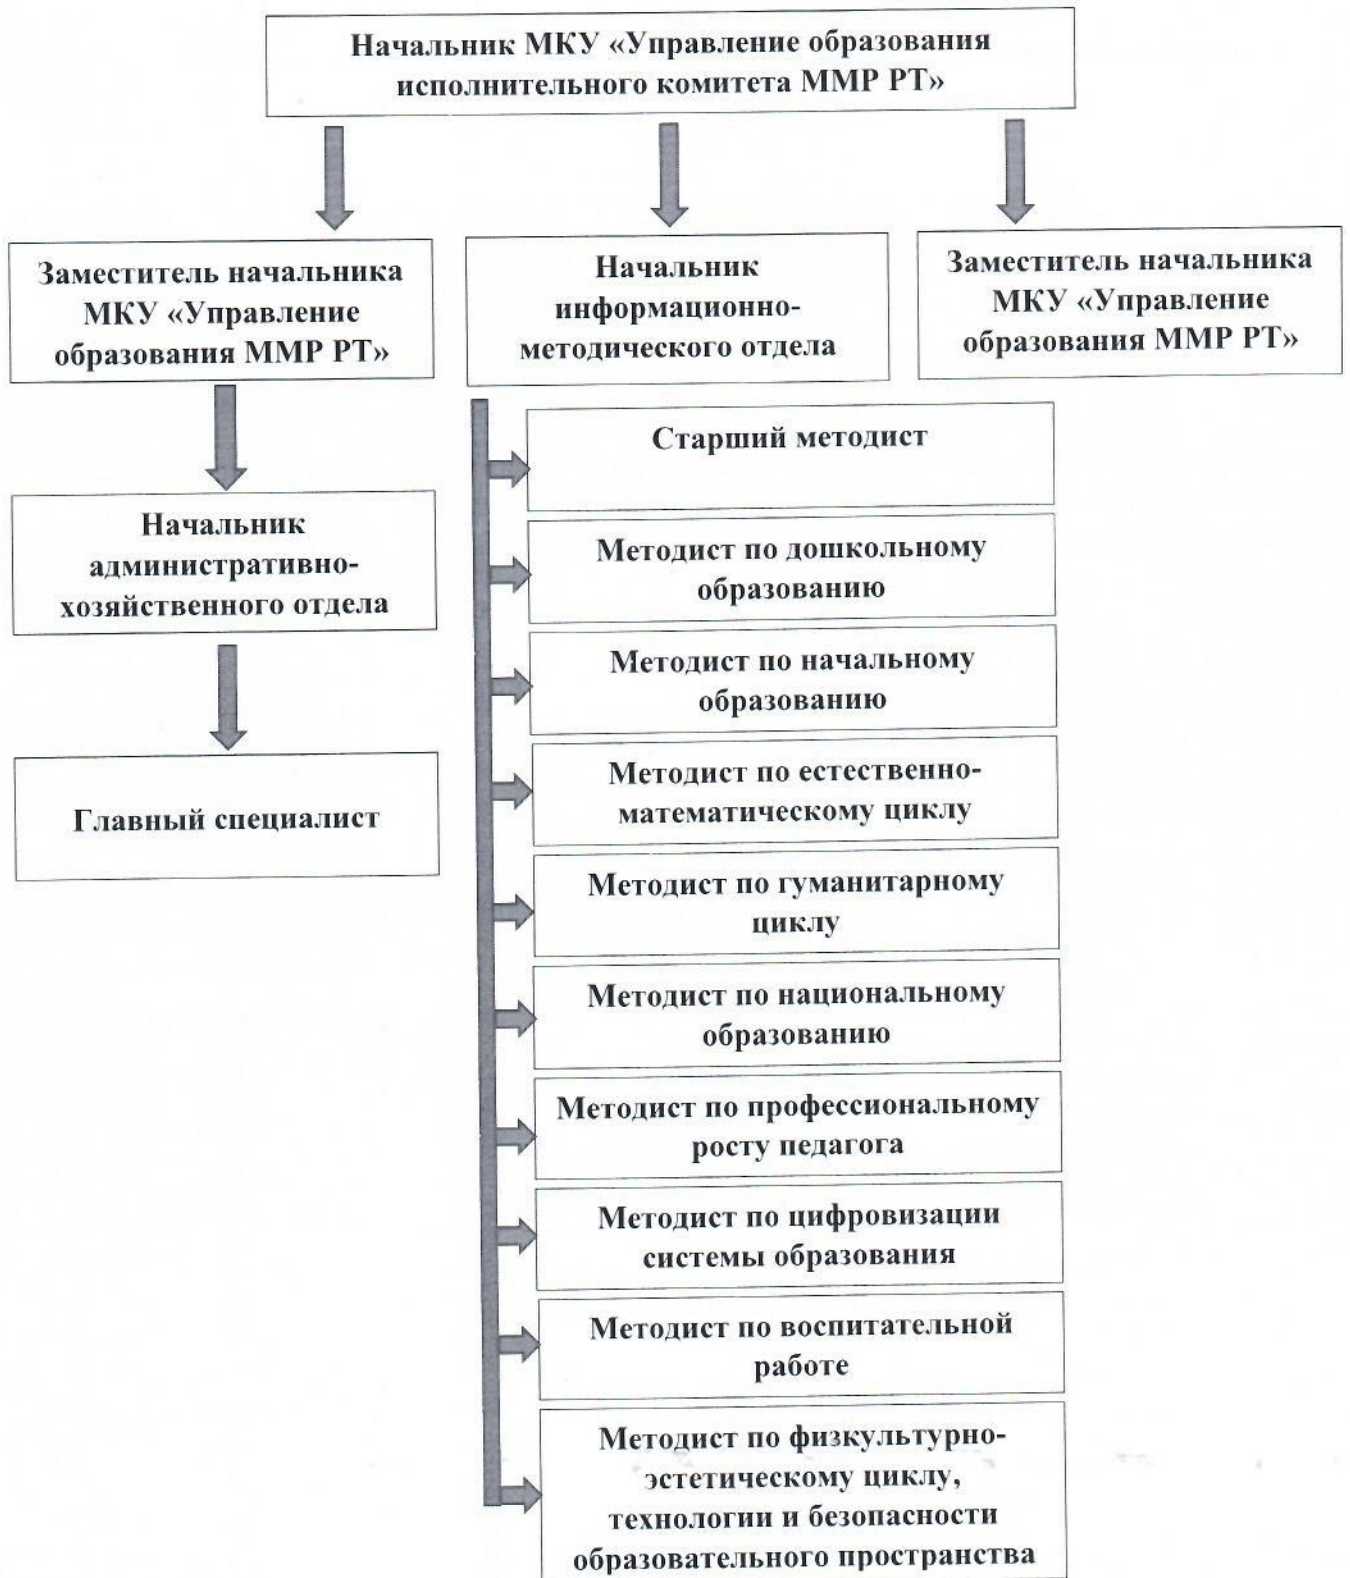 Начальник МКУ «Управление образования
исполнительного комитета ММР РТ»
Заместитель начальника
МКУ «Управление
образования ММР РТ»
Начальник
информационно-
методического отдела
Заместитель начальника
МКУ «Управление
образования ММР РТ»
Начальник
административно-
хозяйственного отдела
Главный специалист
Старший методист
Методист по дошкольному
образованию
Методист по начальному
образованию
Методист по естественно-
математическому циклу
Методист по гуманитарному
циклу
Методист по национальному
образованию
Методист по профессиональному
росту педагога
Методист по цифровизации
системы образования
Методист по воспитательной
работе
Методист по физкультурно-
эстетическому циклу,
технологии и безопасности
образовательного пространства